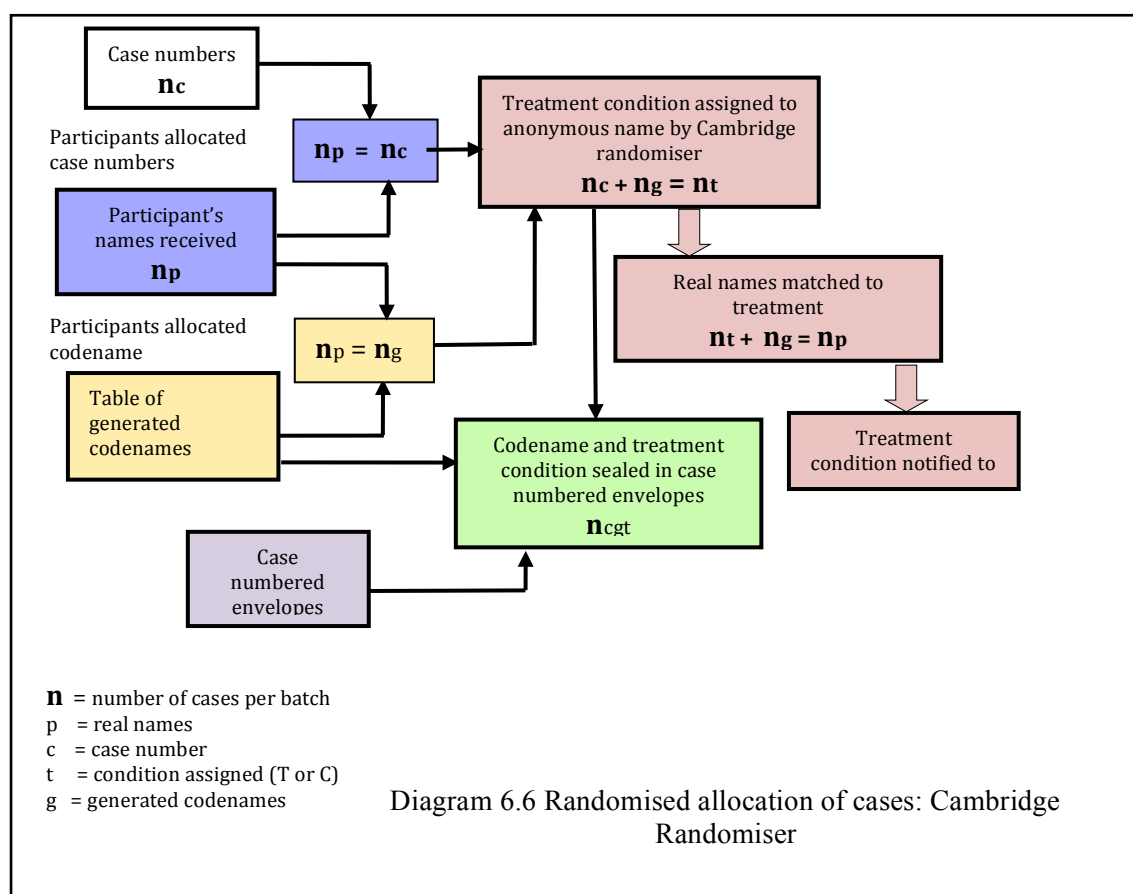 Case numbers
nc
Participants allocated
case numbers
np = nc
Treatment condition assigned to
anonymous name by Cambridge
randomiser
nc + ng = nt
Participant's
names received
np
Real names matched to
treatment
nt + ng = np
Participants allocated
codename
np = ng
Table of
generated
codenames
Codename and treatment
condition sealed in case
numbered envelopes
ncgt
Treatment
condition notified to
Case
numbered
envelopes
n = number of cases per batch
p = real names
c = case number
t = condition assigned (T or C)
g = generated codenames
Diagram 6.6 Randomised allocation of cases: Cambridge
Randomiser